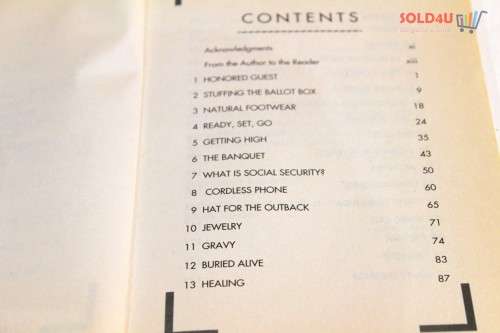 SOLD4U
CONTENTS
Acknowledgments xi
From the Author to the Reader xiii
1 HONORED GUEST 1
2 STUFFING THE BALLOT BOX 9
3 NATURAL FOOTWEAR 18
4 READY, SET, GO 24
5 GETTING HIGH 35
6 THE BANQUET 43
7 WHAT IS SOCIAL SECURITY? 50
8 CORDLESS PHONE 60
9 HAT FOR THE OUTBACK 65
10 JEWELRY 71
11 GRAVY 74
12 BURIED ALIVE 83
13 HEALING 87